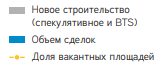 Новое строительство
(спекулятивное и BTS)
Объем сделок
Доля вакантных площадей